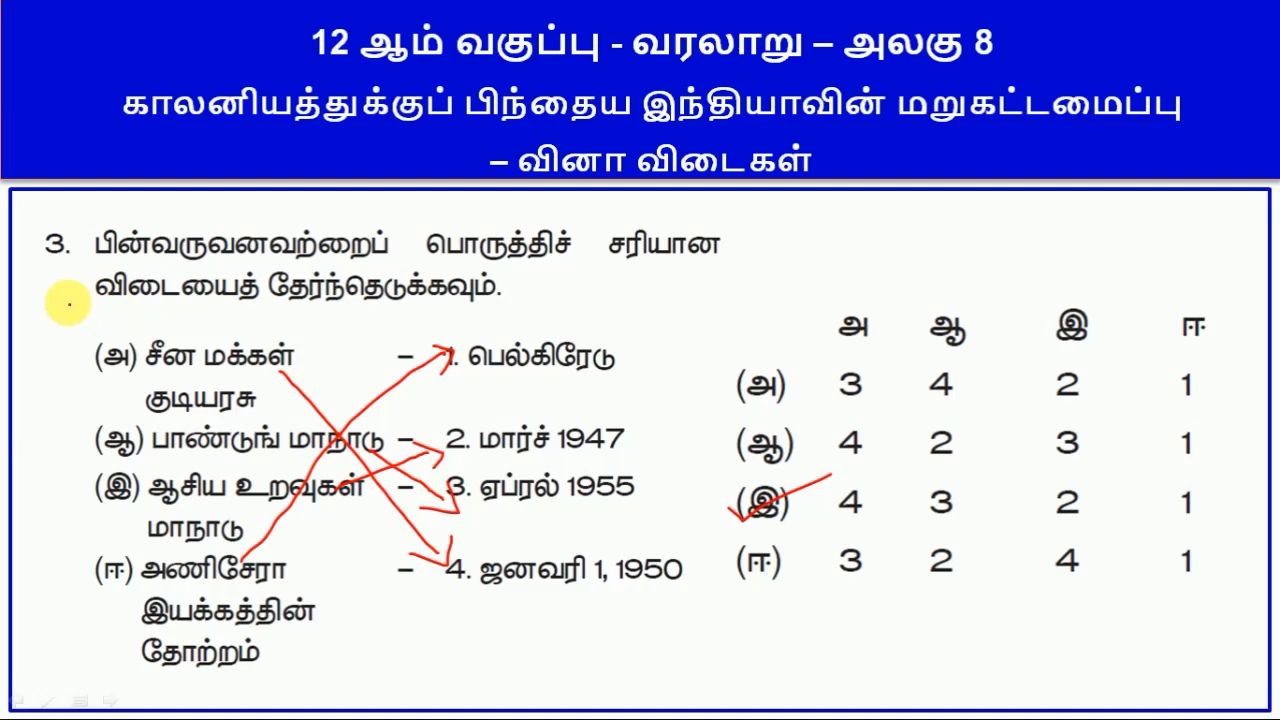 12 ஆம் வகுப்பு - வரலாறு – அலகு 8
காலனியத்துக்குப் பிந்தைய இந்தியாவின் மறுகட்டமைப்பு
– வினா விடைகள்
3. பின்வருவனவற்றைப் பொருத்திச் சரியான
விடையைத் தேர்ந்தெடுக்கவும்.
(அ) சீன மக்கள் – 1. பெல்கிரேடு
குடியரசு
(ஆ) பாண்டுங் மாநாடு – 2. மார்ச் 1947
(இ) ஆசிய உறவுகள் – 3. ஏப்ரல் 1955
மாநாடு
(ஈ) அணிசேரா – 4. ஜனவரி 1, 1950
இயக்கத்தின்
தோற்றம்
அ ஆ இ ஈ
(அ) 3 4 2 1
(ஆ) 4 2 3 1
(இ) 4 3 2 1
(ஈ) 3 2 4 1